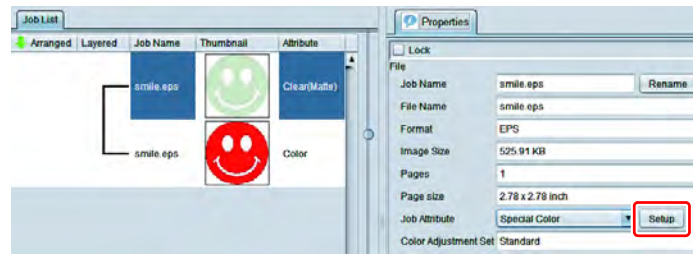 Job List
Arranged Layered Job Name Thumbnail Attribute
smile.eps Clear(Matte)
smile.eps Color
Properties
Lock
File
Job Name smile.eps Rename
File Name smile.eps
Format EPS
Image Size 525.91 KB
Pages 1
Page size 2.78 x 2.78 inch
Job Attribute Special Color Setup
Color Adjustment Set Standard